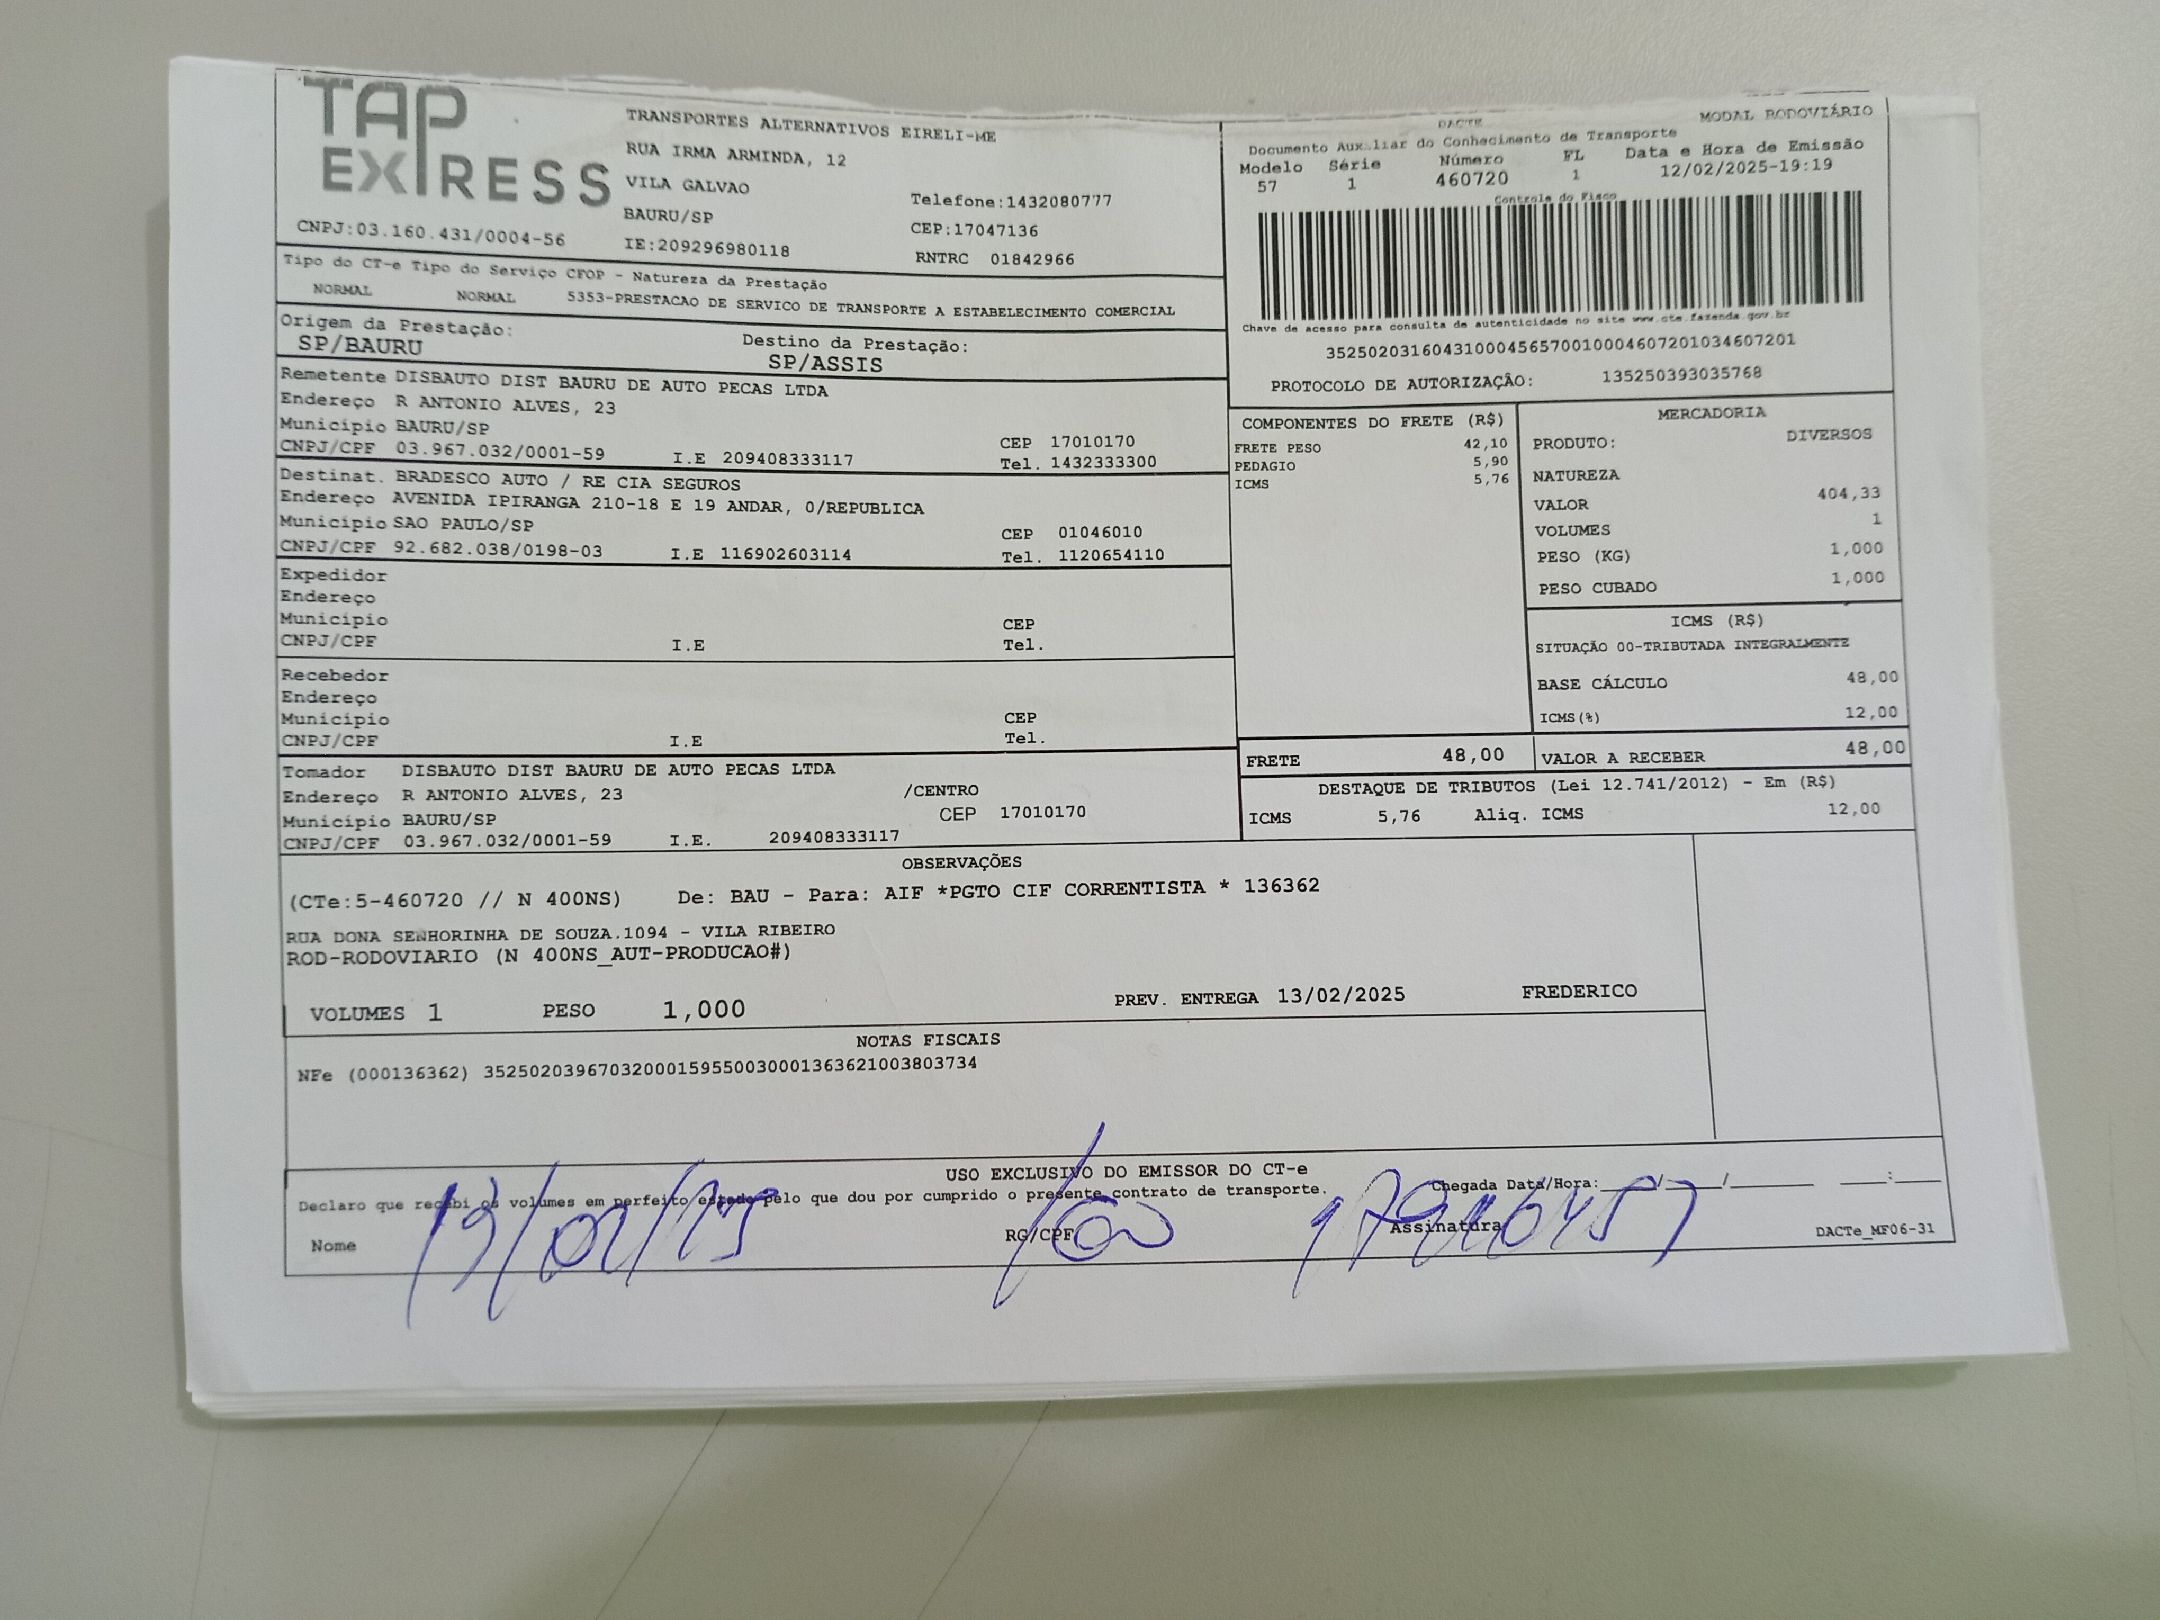 TAP EXPRESS
TRANSPORTES ALTERNATIVOS EIRELI-ME
RUA IRMA ARMINDA, 12
VILA GALVAO
BAURU/SP
IE:209296980118
Telefone:1432080777
CEP:17047136
RNTRC 01842966
CNPJ:03.160.431/0004-56
DACTE
MODAL RODOVIÁRIO
Documento Auxiliar do Conhecimento de Transporte
Modelo Série Número FL Data e Hora de Emissão
57 1 460720 1 12/02/2025-19:19
Controle do Fisco
Chave de acesso para consulta de autenticidade no site www.cte.fazenda.gov.br
35250203160431000456570010004607201034607201
PROTOCOLO DE AUTORIZAÇÃO: 135250393035768
Tipo do CT-e Tipo do Serviço CFOP - Natureza da Prestação
NORMAL NORMAL 5353-PRESTACAO DE SERVICO DE TRANSPORTE A ESTABELECIMENTO COMERCIAL
Origem da Prestação: Destino da Prestação:
SP/BAURU SP/ASSIS
Remetente DISBAUTO DIST BAURU DE AUTO PECAS LTDA
Endereço R ANTONIO ALVES, 23
Município BAURU/SP CEP 17010170
CNPJ/CPF 03.967.032/0001-59 I.E 209408333117 Tel. 1432333300
Destinat. BRADESCO AUTO / RE CIA SEGUROS
Endereço AVENIDA IPIRANGA 210-18 E 19 ANDAR, 0/REPUBLICA
Município SAO PAULO/SP CEP 01046010
CNPJ/CPF 92.682.038/0198-03 I.E 116902603114 Tel. 1120654110
Expedidor
Endereço
Município CEP
CNPJ/CPF I.E Tel.
Recebedor
Endereço
Município CEP
CNPJ/CPF I.E Tel.
Tomador DISBAUTO DIST BAURU DE AUTO PECAS LTDA
Endereço R ANTONIO ALVES, 23 /CENTRO
Município BAURU/SP CEP 17010170
CNPJ/CPF 03.967.032/0001-59 I.E. 209408333117
COMPONENTES DO FRETE (R$)
FRETE PESO 42,10
PEDAGIO 5,90
ICMS 5,76
MERCADORIA
PRODUTO: DIVERSOS
NATUREZA
VALOR 404,33
VOLUMES 1
PESO (KG) 1,000
PESO CUBADO 1,000
ICMS (R$)
SITUAÇÃO 00-TRIBUTADA INTEGRALMENTE
BASE CÁLCULO 48,00
ICMS(%) 12,00
FRETE 48,00 VALOR A RECEBER 48,00
DESTAQUE DE TRIBUTOS (Lei 12.741/2012) - Em (R$)
ICMS 5,76 Aliq. ICMS 12,00
OBSERVAÇÕES
(CTe:5-460720 // N 400NS) De: BAU - Para: AIF *PGTO CIF CORRENTISTA * 136362
RUA DONA SENHORINHA DE SOUZA.1094 - VILA RIBEIRO
ROD-RODOVIARIO (N 400NS_AUT-PRODUCAO#)
VOLUMES 1 PESO 1,000 PREV. ENTREGA 13/02/2025 FREDERICO
NOTAS FISCAIS
NFe (000136362) 35250203967032000159550030001363621003803734
USO EXCLUSIVO DO EMISSOR DO CT-e
Declaro que recebi os volumes em perfeito estado pelo que dou por cumprido o presente contrato de transporte. Chegada Data/Hora:___/___/______ ___:___
Nome RG/CPF Assinatura DACTe_MF06-31